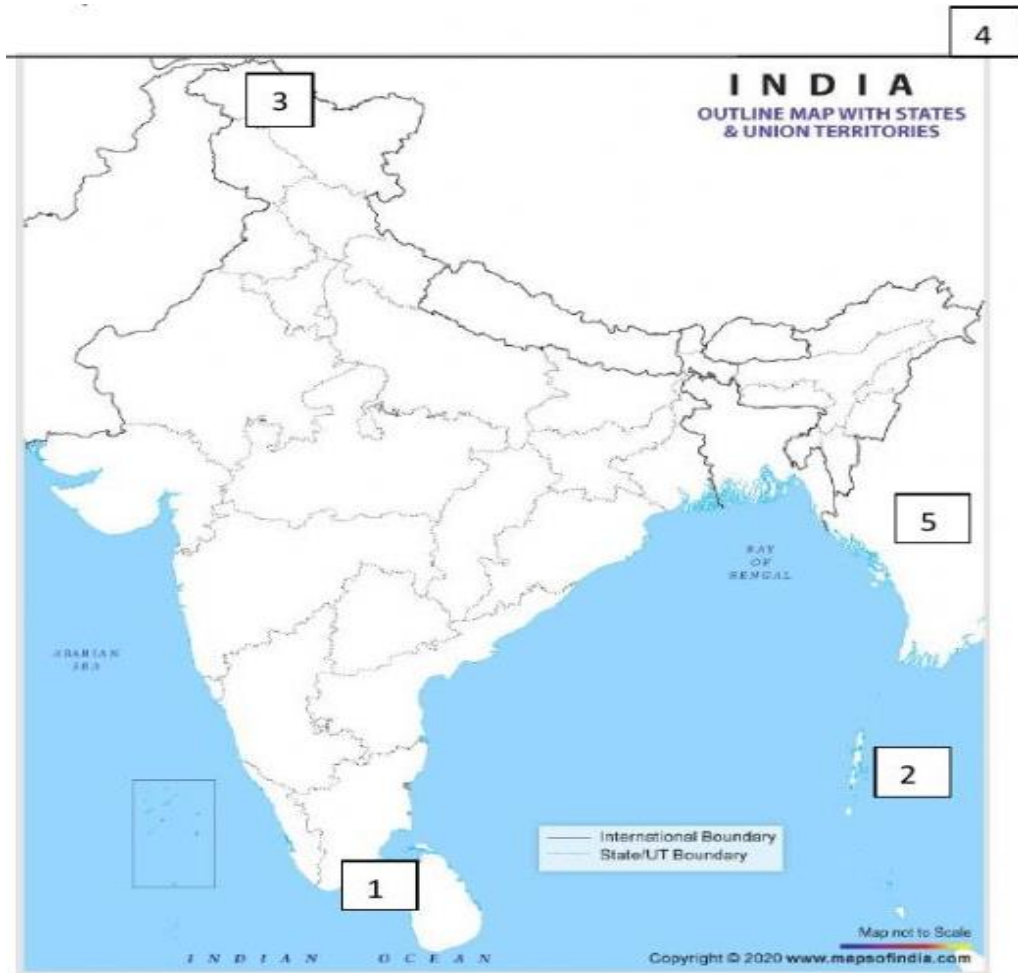 4
3
I N D I A
OUTLINE MAP WITH STATES
& UNION TERRITORIES
5
BAY
OF
BENGAL
ARABIAN
SEA
2
International Boundary
State/UT Boundary
1
Map not to Scale
INDIAN OCEAN
Copyright © 2020 www.mapsofindia.com